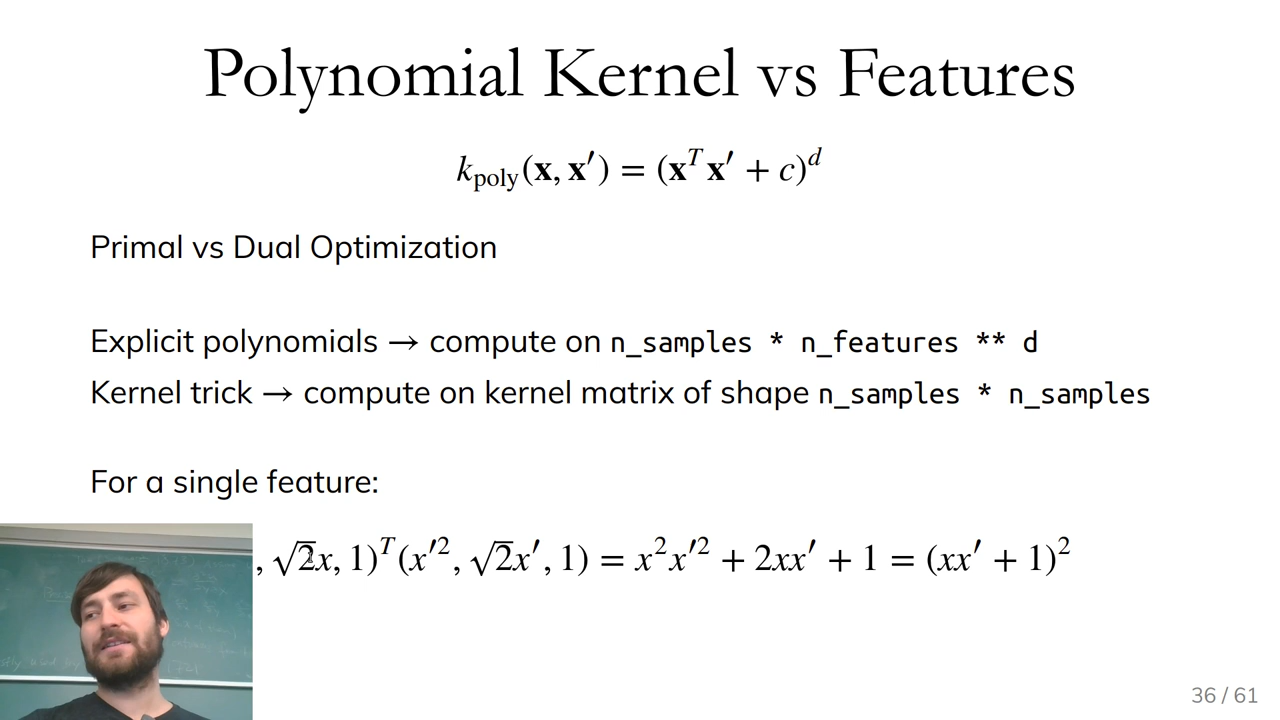 Polynomial Kernel vs Features
k_poly(x, x′) = (x^T x′ + c)^d
Primal vs Dual Optimization
Explicit polynomials → compute on n_samples * n_features ** d
Kernel trick → compute on kernel matrix of shape n_samples * n_samples
For a single feature:
, √2x, 1)^T (x′², √2x′, 1) = x²x′² + 2xx′ + 1 = (xx′ + 1)²
36 / 61